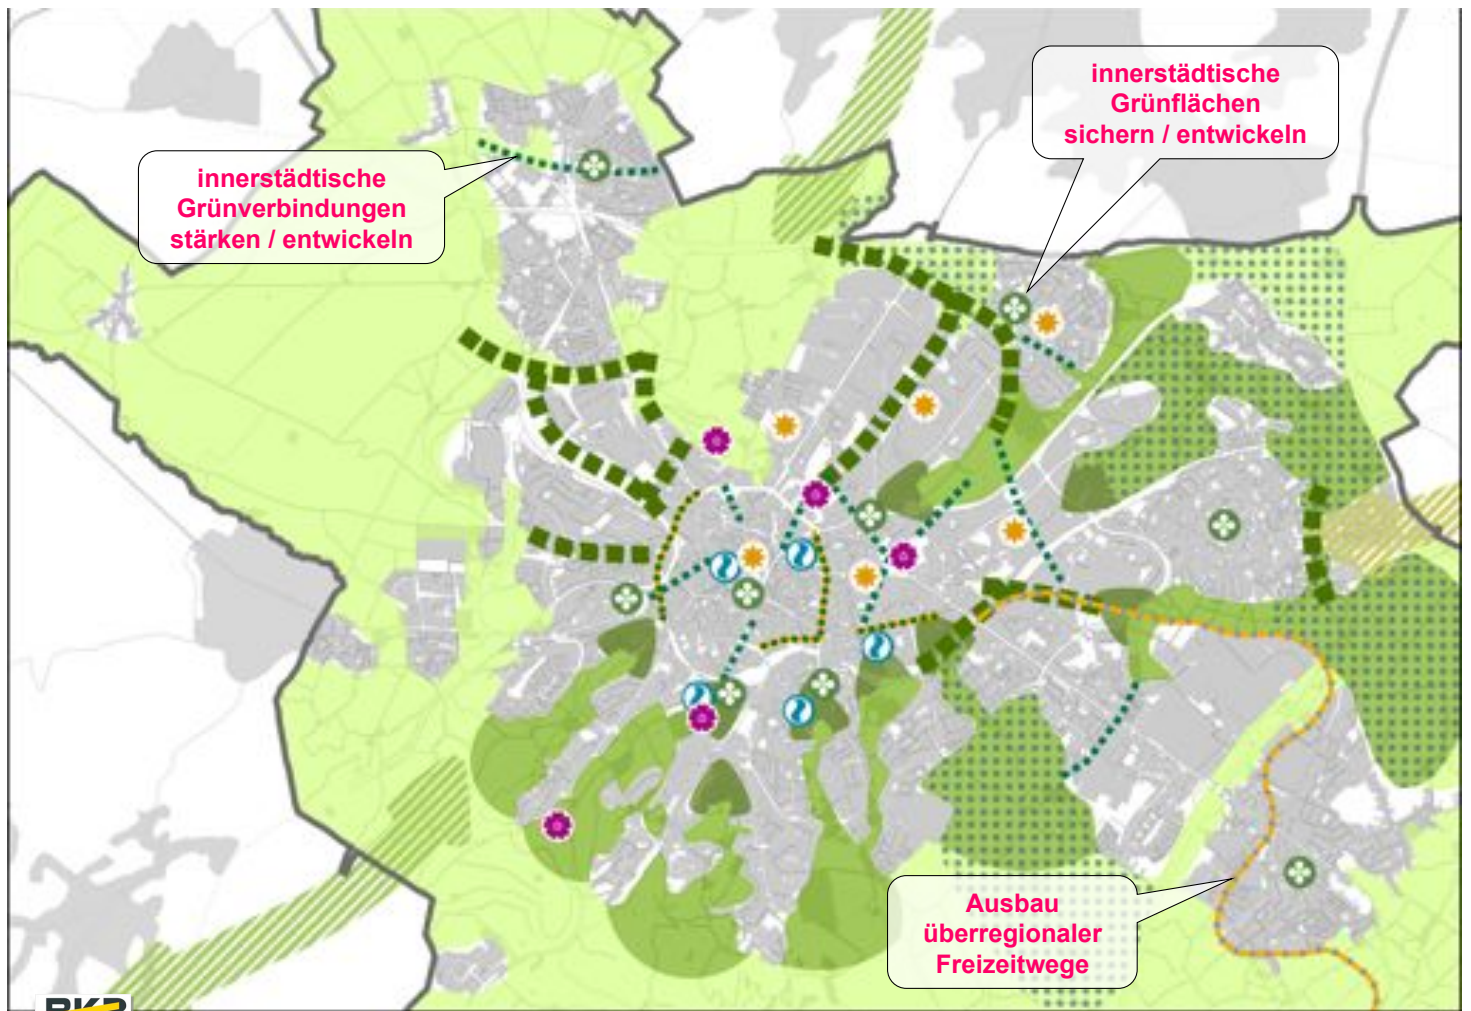 innerstädtische
Grünflächen
sichern / entwickeln
innerstädtische
Grünverbindungen
stärken / entwickeln
Ausbau
überregionaler
Freizeitwege